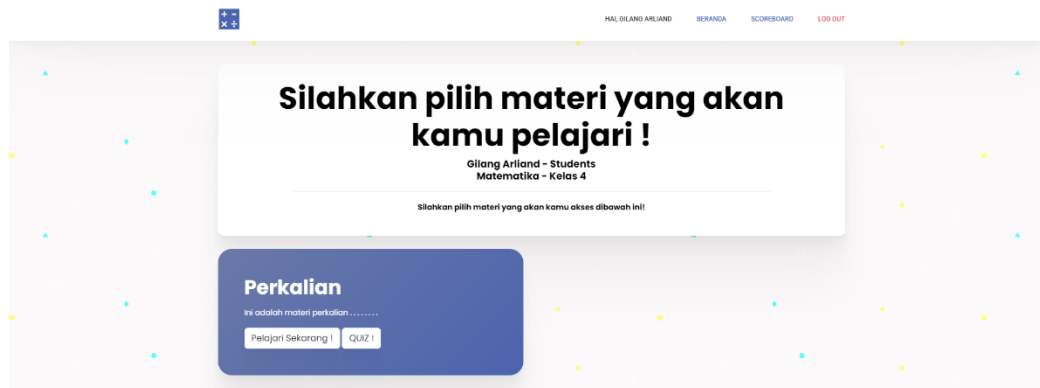 HAI, GILANG ARLIAND BERANDA SCOREBOARD LOG OUT
Silahkan pilih materi yang akan
kamu pelajari !
Gilang Arliand - Students
Matematika - Kelas 4
Silahkan pilih materi yang akan kamu akses dibawah ini!
Perkalian
Ini adalah materi perkalian . . . . . . . .
Pelajari Sekarang ! QUIZ !